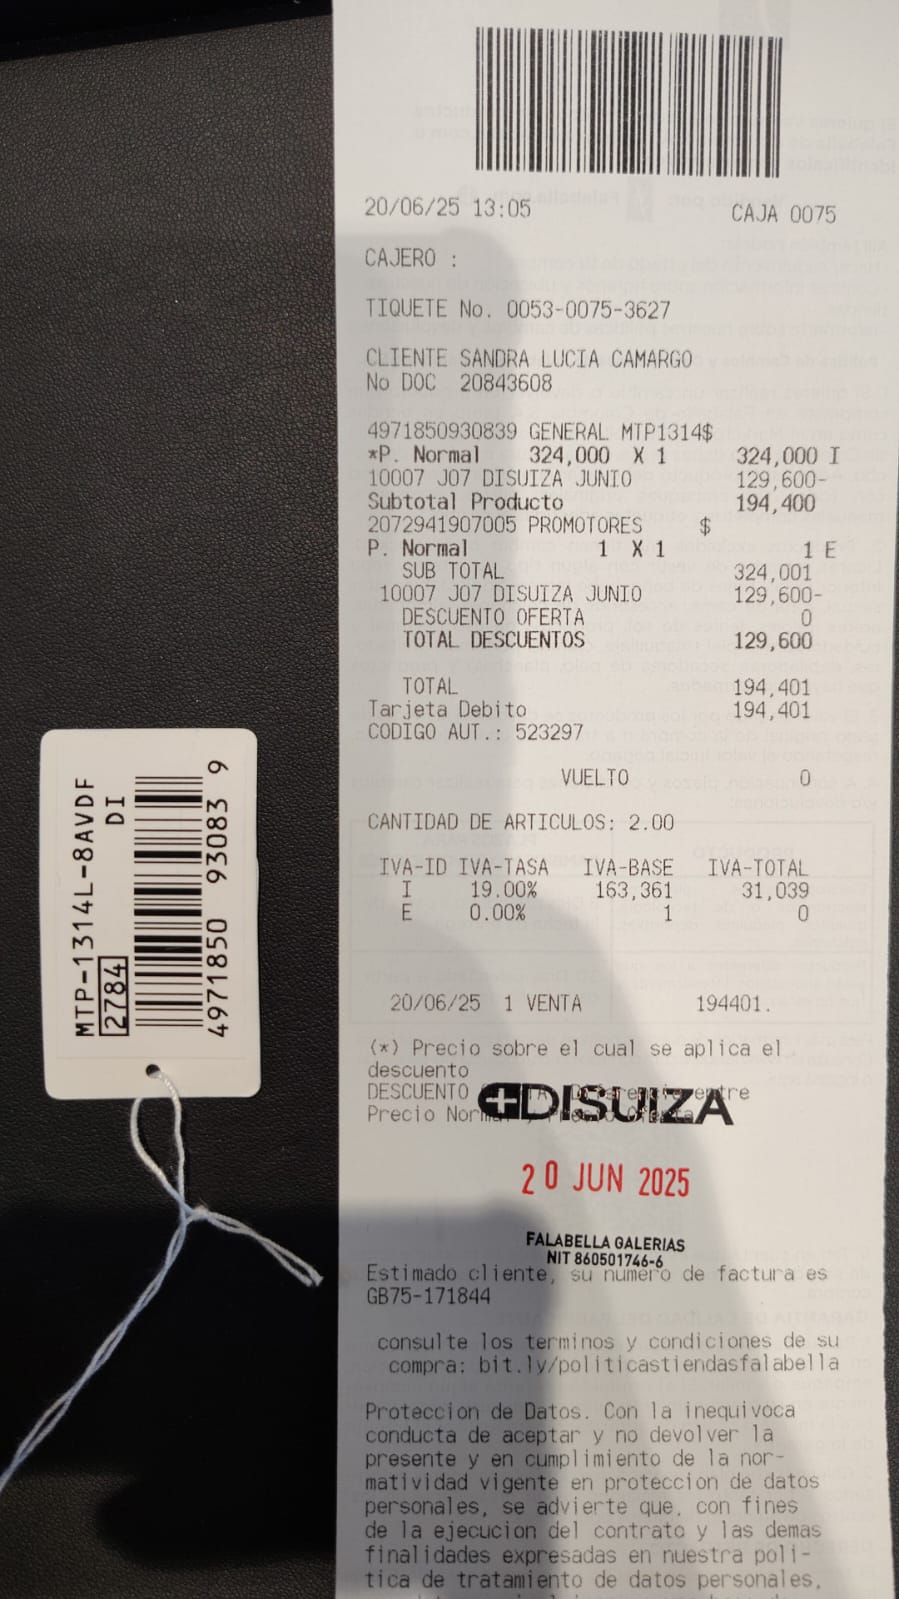 20/06/25 13:05 CAJA 0075
CAJERO :
TIQUETE No. 0053-0075-3627
CLIENTE SANDRA LUCIA CAMARGO
No DOC 20843608
4971850930839 GENERAL MTP1314$
*P. Normal 324,000 X 1 324,000 I
10007 J07 DISUIZA JUNIO 129,600-
Subtotal Producto 194,400
2072941907005 PROMOTORES $
P. Normal 1 X 1 1 E
SUB TOTAL 324,001
10007 J07 DISUIZA JUNIO 129,600-
DESCUENTO OFERTA 0
TOTAL DESCUENTOS 129,600
TOTAL 194,401
Tarjeta Debito 194,401
CODIGO AUT.: 523297
VUELTO 0
CANTIDAD DE ARTICULOS: 2.00
IVA-ID IVA-TASA IVA-BASE IVA-TOTAL
I 19.00% 163,361 31,039
E 0.00% 1 0
20/06/25 1 VENTA 194401.
(*) Precio sobre el cual se aplica el
descuento
DESCUENTO Diferencia entre
Precio Normal, Precio Oferta
DISUIZA
20 JUN 2025
FALABELLA GALERIAS
NIT 860501746-6
Estimado cliente, su numero de factura es
GB75-171844
consulte los terminos y condiciones de su
compra: bit.ly/politicastiendasfalabella
Proteccion de Datos. Con la inequivoca
conducta de aceptar y no devolver la
presente y en cumplimiento de la nor-
matividad vigente en proteccion de datos
personales, se advierte que, con fines
de la ejecucion del contrato y las demas
finalidades expresadas en nuestra poli-
tica de tratamiento de datos personales,
MTP-1314L-8AVDF
DI
2784
4971850 93083 9